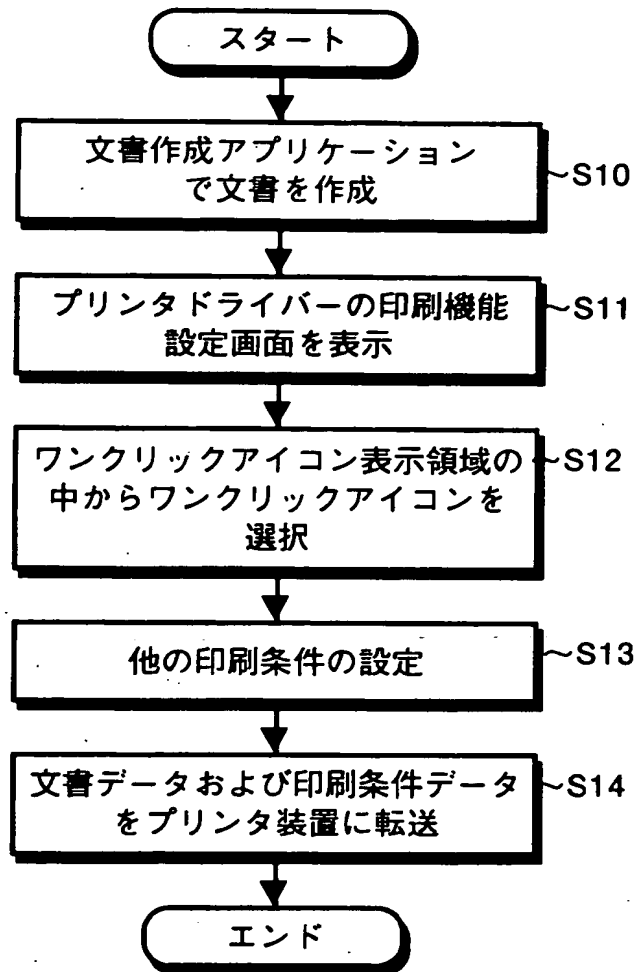 スタート
文書作成アプリケーション
で文書を作成
~S10
プリンタドライバーの印刷機能
設定画面を表示
~S11
ワンクリックアイコン表示領域の
中からワンクリックアイコンを
選択
~S12
他の印刷条件の設定
~S13
文書データおよび印刷条件データ
をプリンタ装置に転送
~S14
エンド